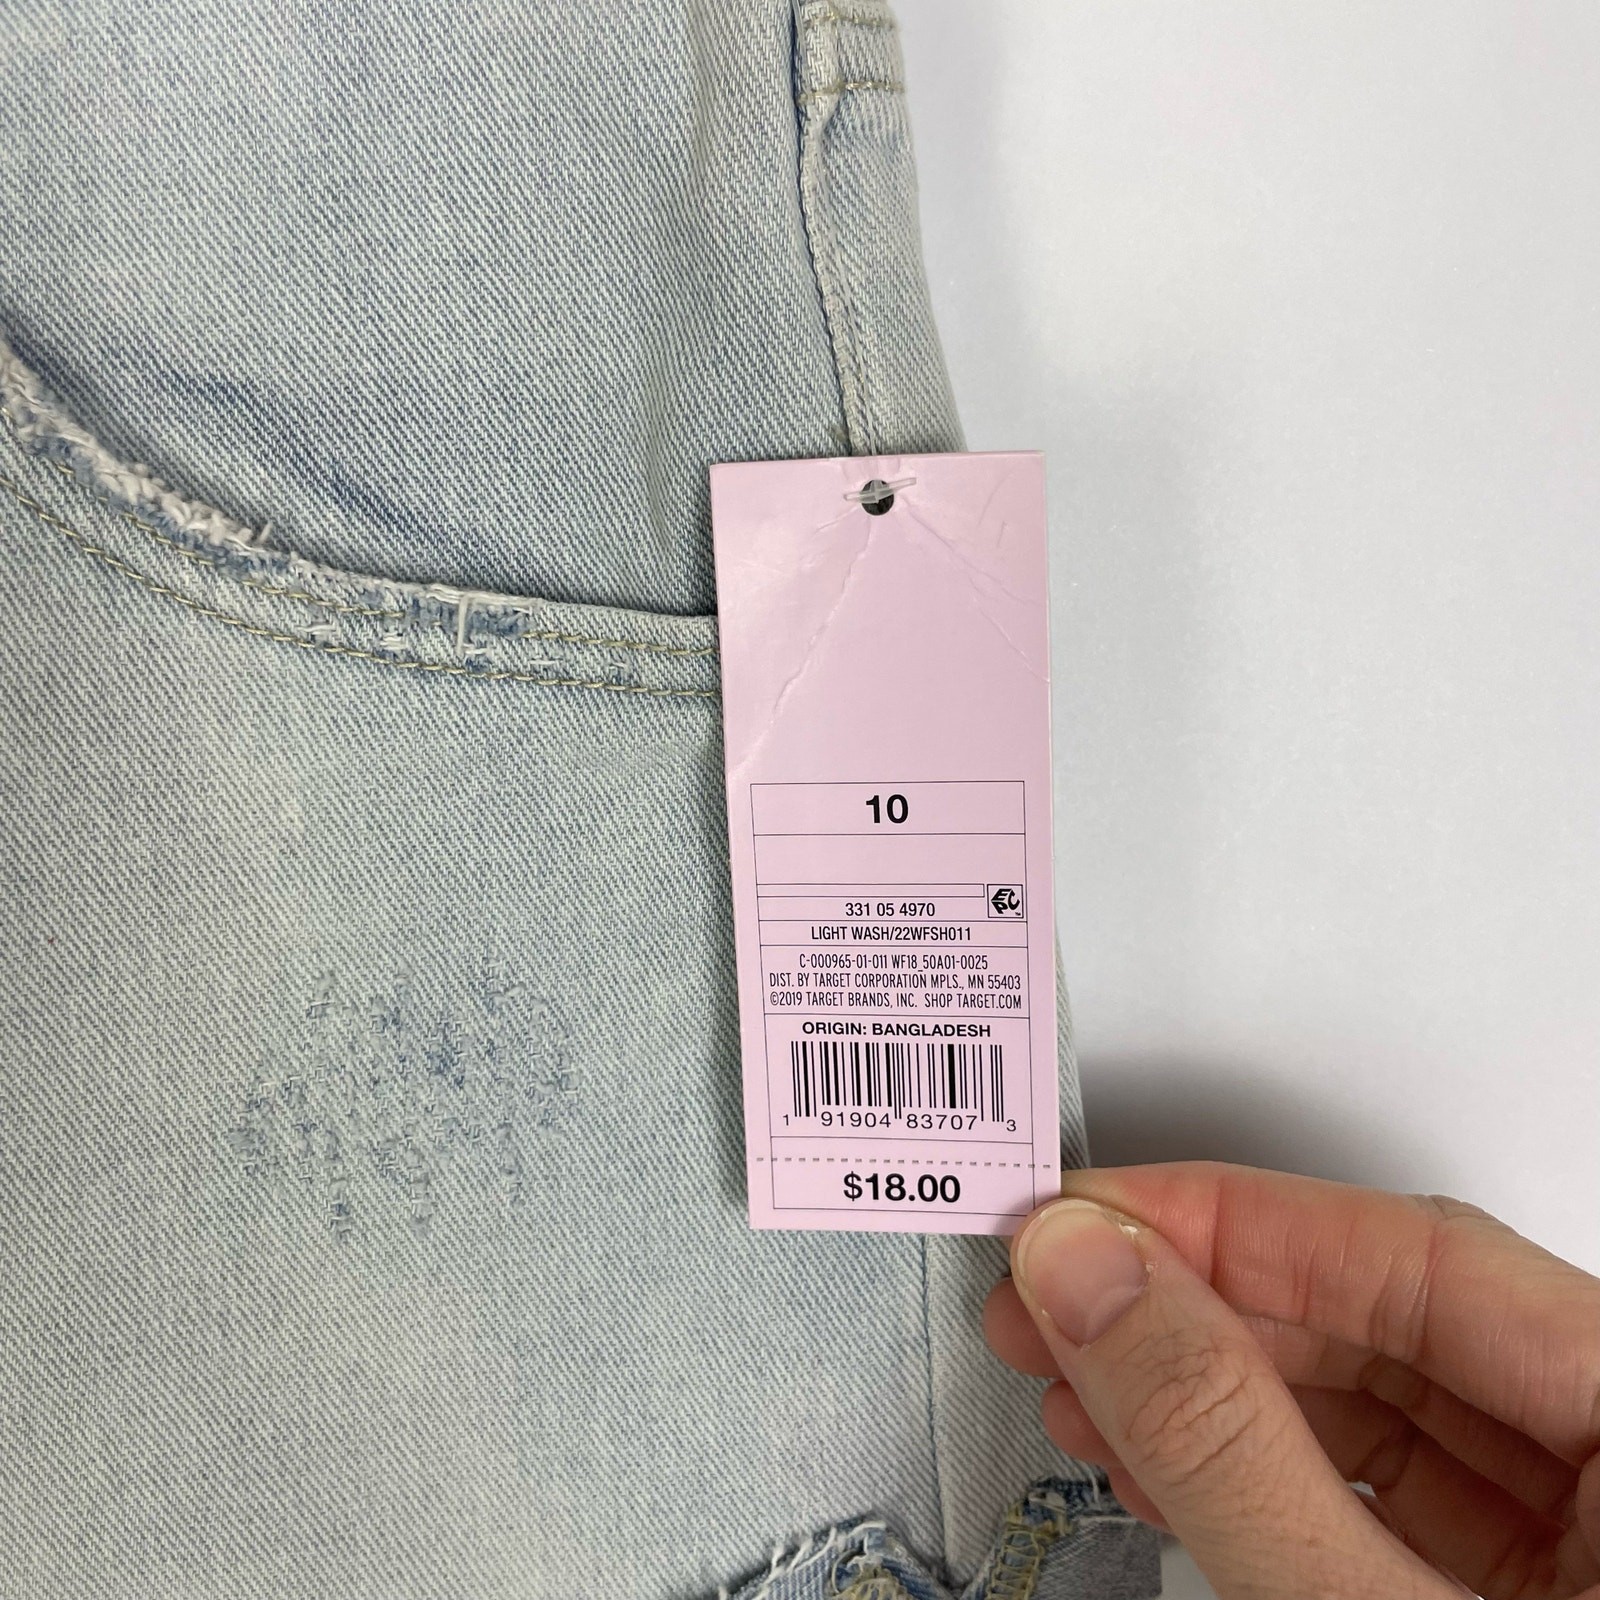 10
EPC
331 05 4970
LIGHT WASH/22WFSH011
C-000965-01-011 WF18_50A01-0025
DIST. BY TARGET CORPORATION MPLS., MN 55403
©2019 TARGET BRANDS, INC. SHOP TARGET.COM
ORIGIN: BANGLADESH
1 91904 83707 3
$18.00